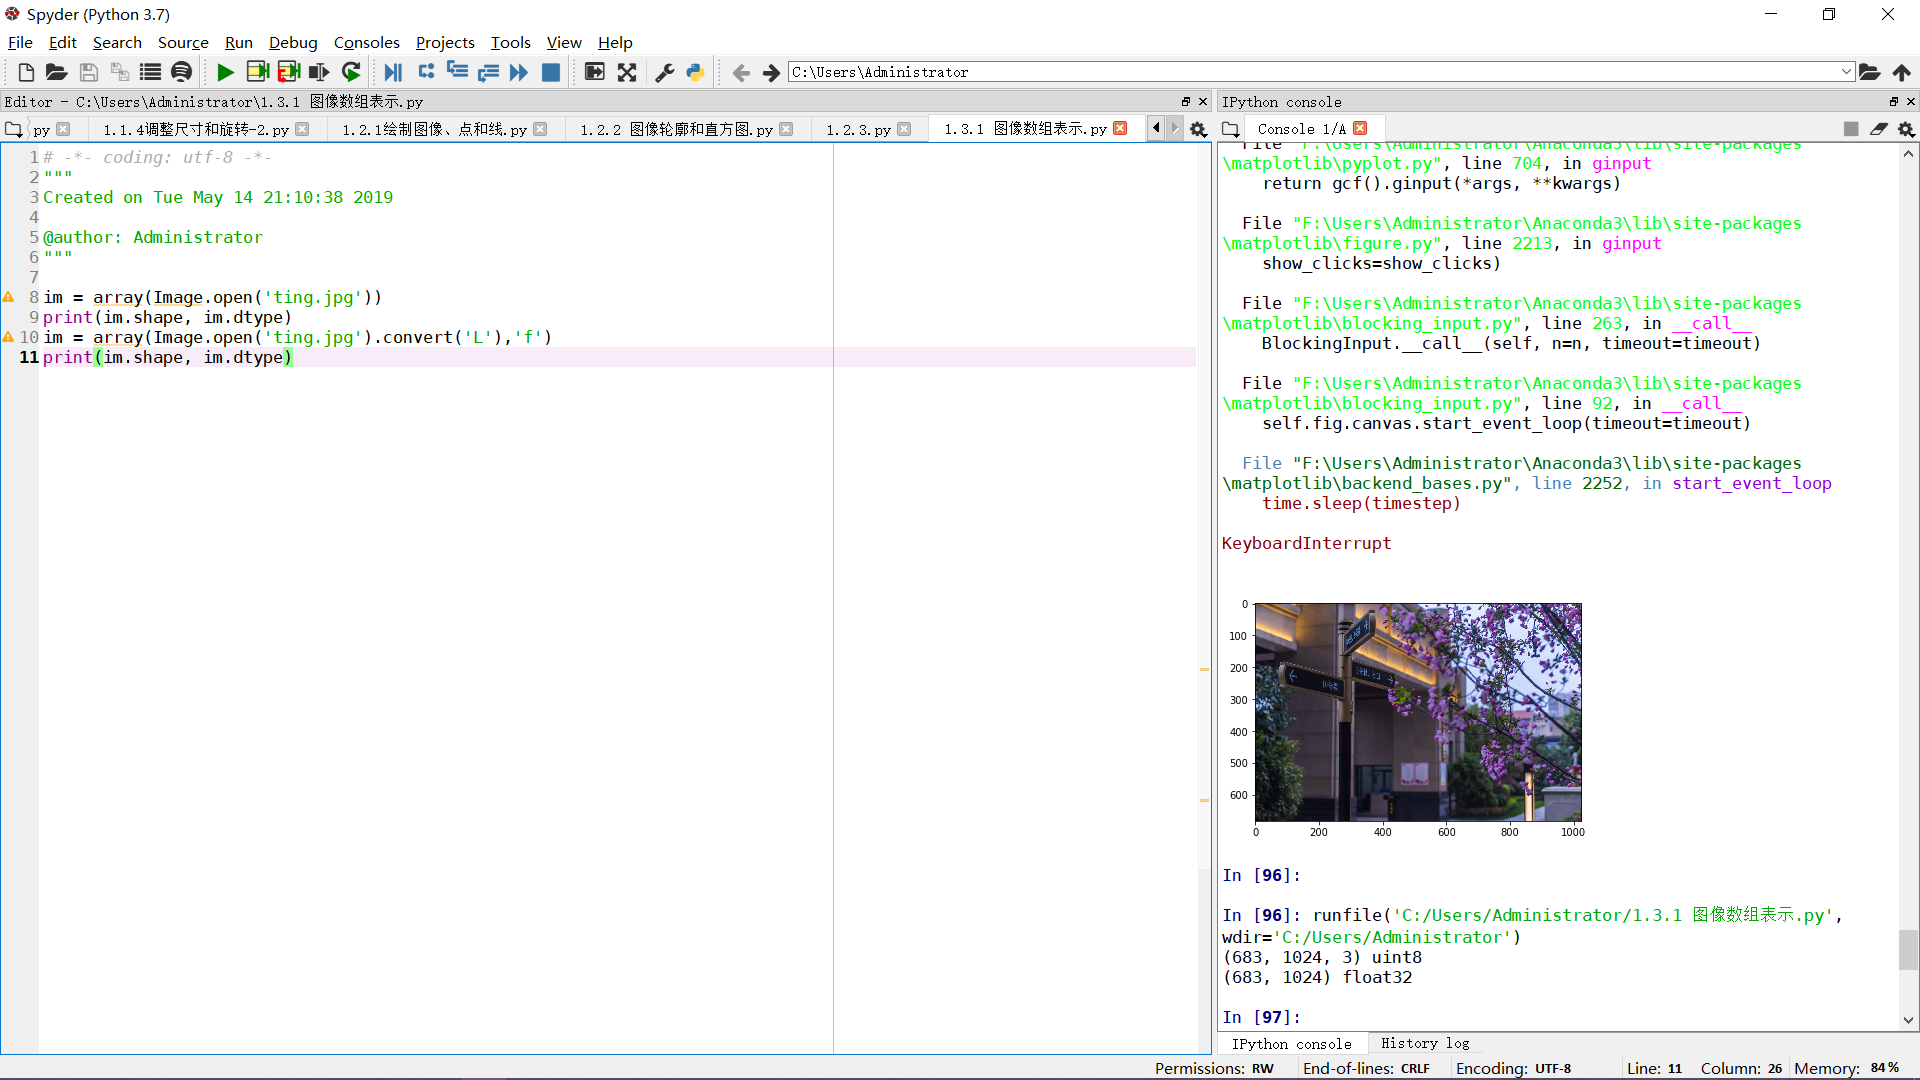 Spyder (Python 3.7)
File Edit Search Source Run Debug Consoles Projects Tools View Help
C:\Users\Administrator
Editor - C:\Users\Administrator\1.3.1 图像数组表示.py
py 1.1.4调整尺寸和旋转-2.py 1.2.1绘制图像、点和线.py 1.2.2 图像轮廓和直方图.py 1.2.3.py 1.3.1 图像数组表示.py
1 # -*- coding: utf-8 -*-
2 """
3 Created on Tue May 14 21:10:38 2019
4
5 @author: Administrator
6 """
7
8 im = array(Image.open('ting.jpg'))
9 print(im.shape, im.dtype)
10 im = array(Image.open('ting.jpg').convert('L'),'f')
11 print(im.shape, im.dtype)
IPython console
Console 1/A
File "F:\Users\Administrator\Anaconda3\lib\site-packages
\matplotlib\pyplot.py", line 704, in ginput
return gcf().ginput(*args, **kwargs)
File "F:\Users\Administrator\Anaconda3\lib\site-packages
\matplotlib\figure.py", line 2213, in ginput
show_clicks=show_clicks)
File "F:\Users\Administrator\Anaconda3\lib\site-packages
\matplotlib\blocking_input.py", line 263, in __call__
BlockingInput.__call__(self, n=n, timeout=timeout)
File "F:\Users\Administrator\Anaconda3\lib\site-packages
\matplotlib\blocking_input.py", line 92, in __call__
self.fig.canvas.start_event_loop(timeout=timeout)
File "F:\Users\Administrator\Anaconda3\lib\site-packages
\matplotlib\backend_bases.py", line 2252, in start_event_loop
time.sleep(timestep)
KeyboardInterrupt
0
100
200
300
400
500
600
0 200 400 600 800 1000
In [96]:
In [96]: runfile('C:/Users/Administrator/1.3.1 图像数组表示.py',
wdir='C:/Users/Administrator')
(683, 1024, 3) uint8
(683, 1024) float32
In [97]:
IPython console History log
Permissions: RW End-of-lines: CRLF Encoding: UTF-8 Line: 11 Column: 26 Memory: 84 %